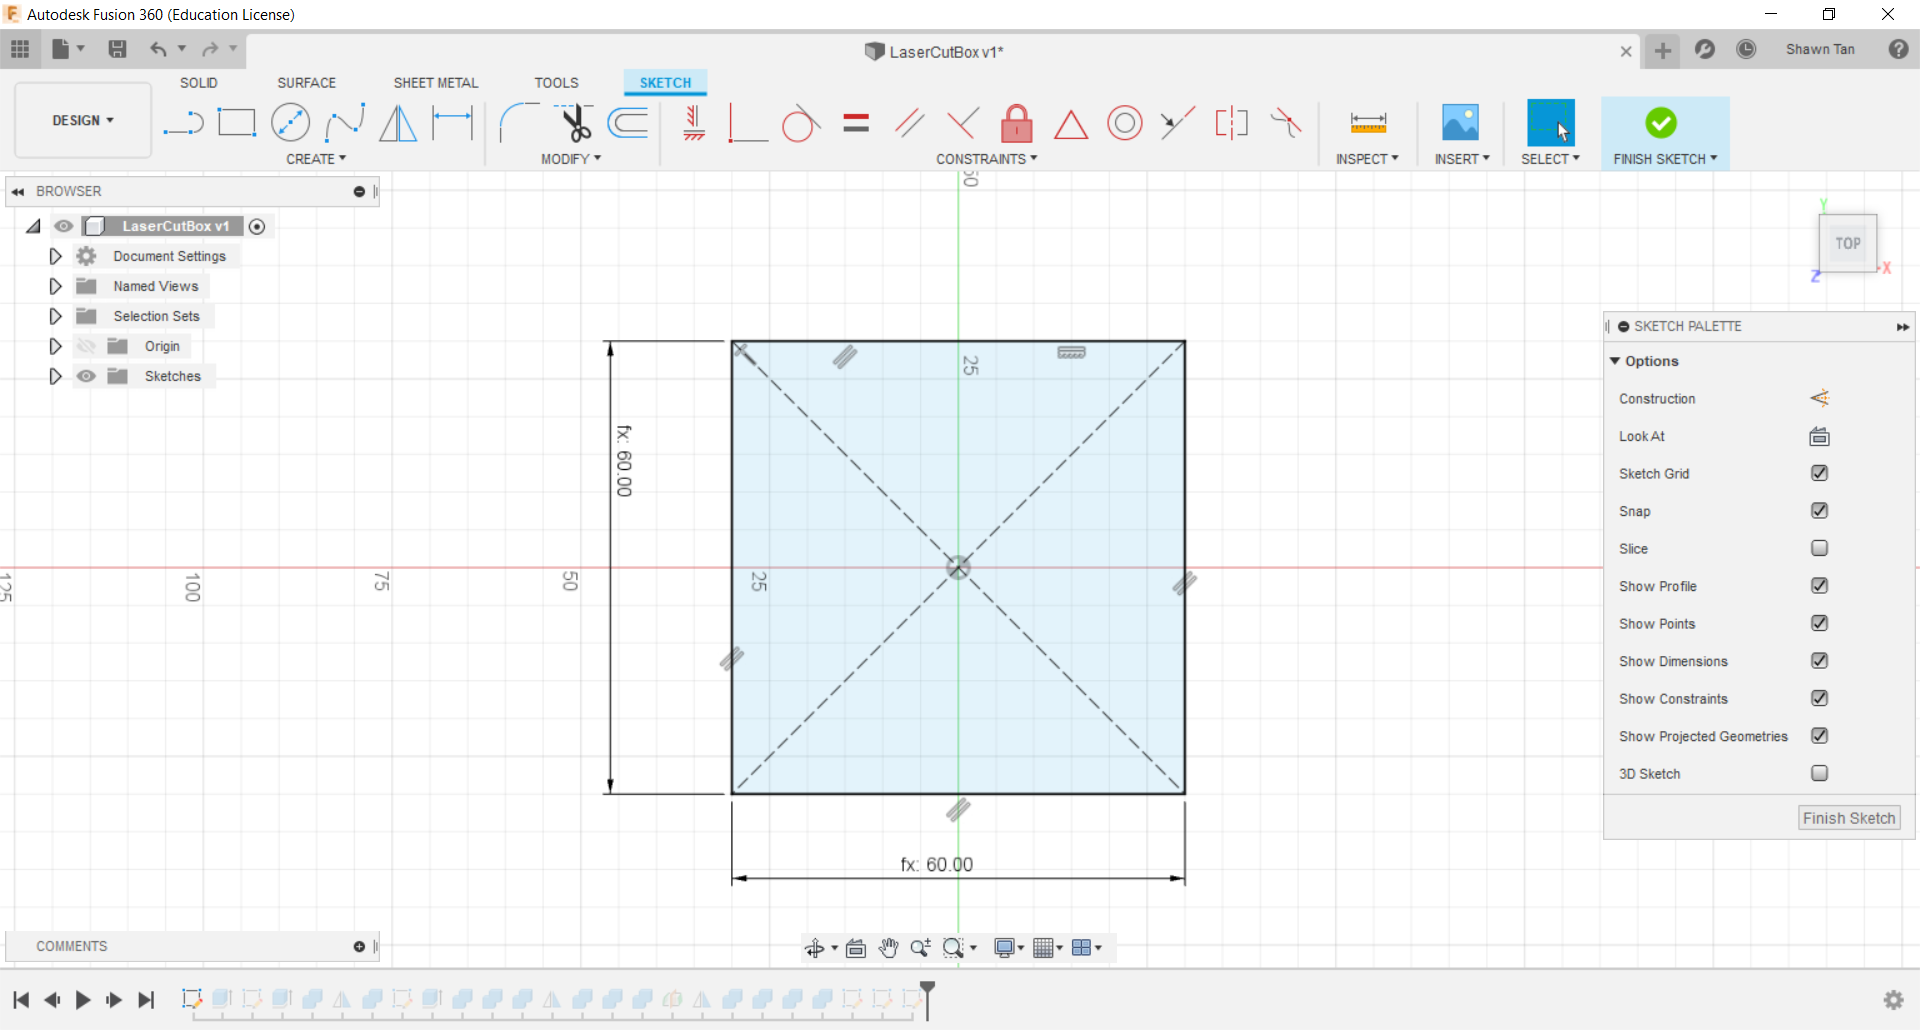 Autodesk Fusion 360 (Education License)
LaserCutBox v1*
Shawn Tan
SOLID
SURFACE
SHEET METAL
TOOLS
SKETCH
DESIGN
CREATE
MODIFY
CONSTRAINTS
INSPECT
INSERT
SELECT
FINISH SKETCH
BROWSER
LaserCutBox v1
Document Settings
Named Views
Selection Sets
Origin
Sketches
50
Y
TOP
X
Z
SKETCH PALETTE
Options
Construction
Look At
Sketch Grid
Snap
Slice
Show Profile
Show Points
Show Dimensions
Show Constraints
Show Projected Geometries
3D Sketch
Finish Sketch
25
fx: 60.00
125
100
75
50
25
fx: 60.00
COMMENTS